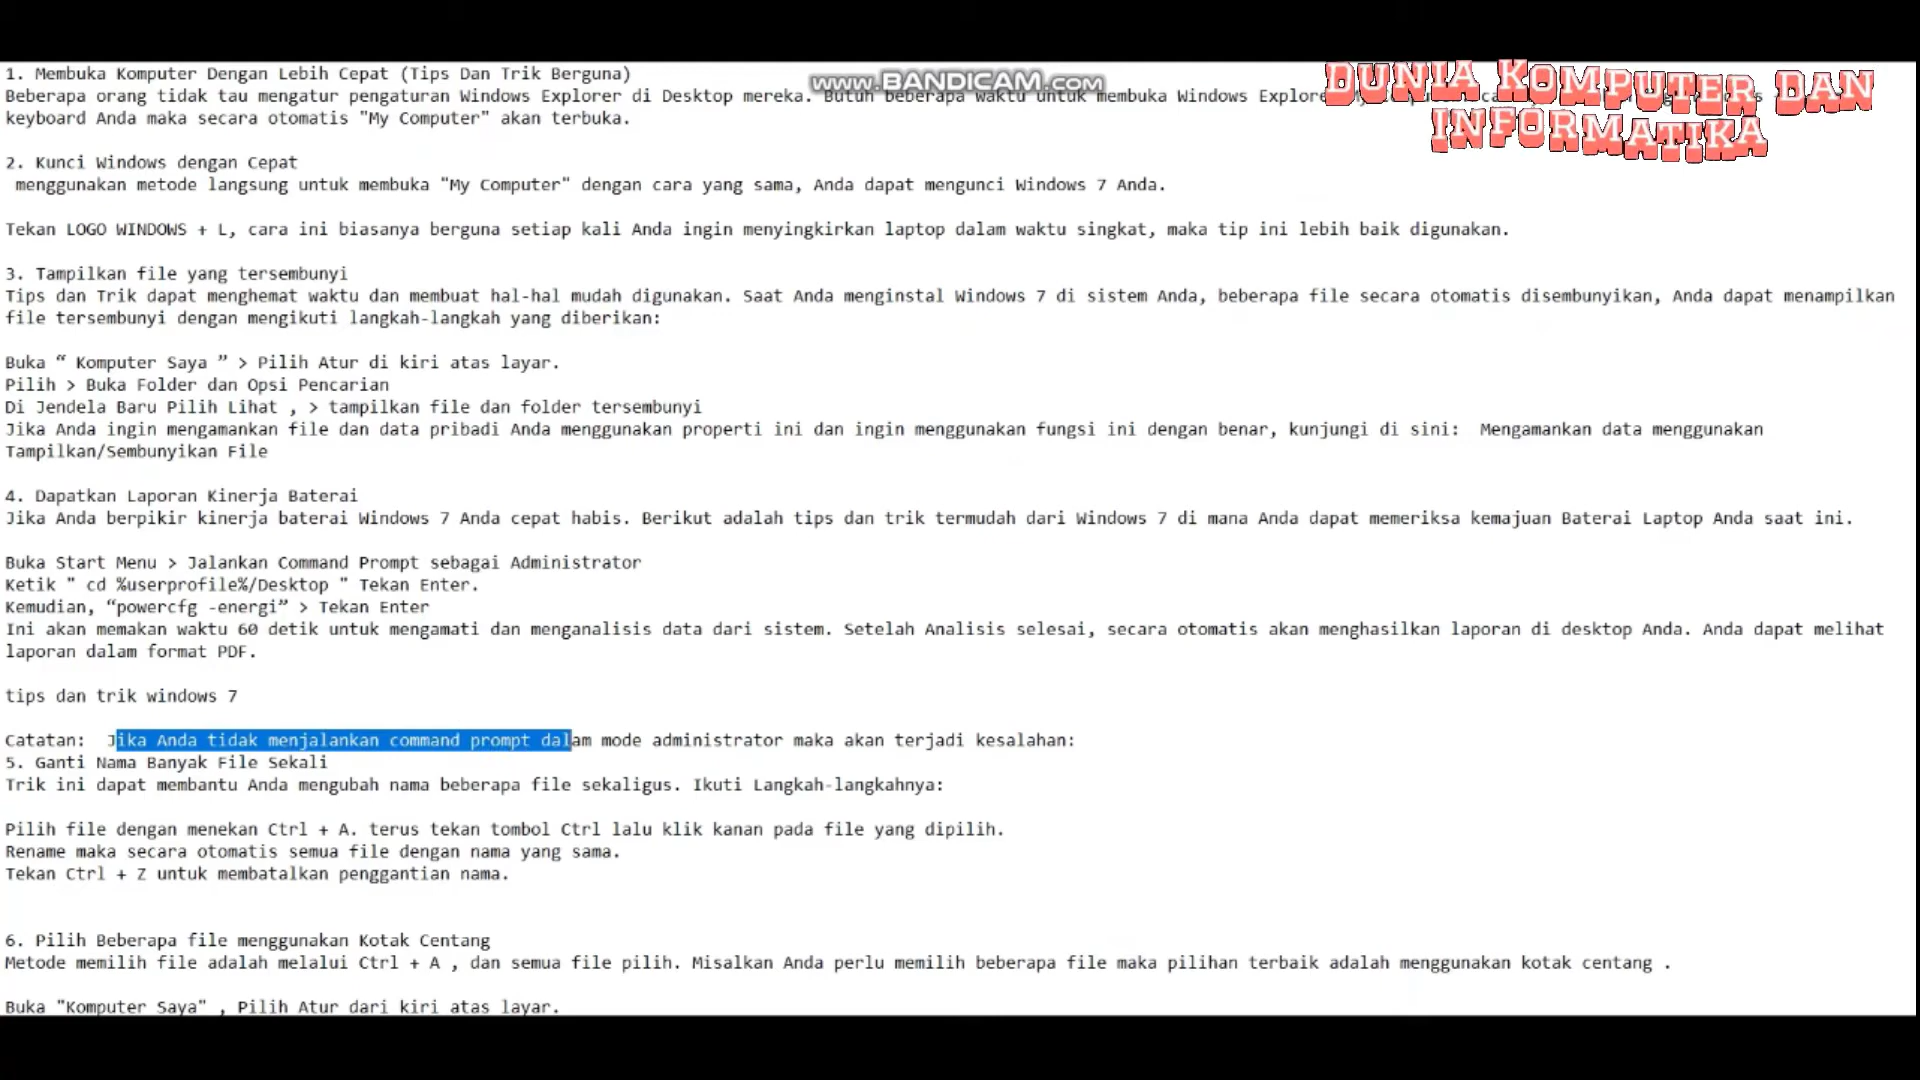 1. Membuka Komputer Dengan Lebih Cepat (Tips Dan Trik Berguna)
www.BANDICAM.com
DUNIA KOMPUTER DAN
INFORMATIKA
Beberapa orang tidak tau mengatur pengaturan Windows Explorer di Desktop mereka. Butuh beberapa waktu untuk membuka Windows
keyboard Anda maka secara otomatis "My Computer" akan terbuka.
2. Kunci Windows dengan Cepat
menggunakan metode langsung untuk membuka "My Computer" dengan cara yang sama, Anda dapat mengunci Windows 7 Anda.
Tekan LOGO WINDOWS + L, cara ini biasanya berguna setiap kali Anda ingin menyingkirkan laptop dalam waktu singkat, maka tip ini lebih baik digunakan.
3. Tampilkan file yang tersembunyi
Tips dan Trik dapat menghemat waktu dan membuat hal-hal mudah digunakan. Saat Anda menginstal Windows 7 di sistem Anda, beberapa file secara otomatis disembunyikan, Anda dapat menampilkan
file tersembunyi dengan mengikuti langkah-langkah yang diberikan:
Buka “ Komputer Saya ” > Pilih Atur di kiri atas layar.
Pilih > Buka Folder dan Opsi Pencarian
Di Jendela Baru Pilih Lihat , > tampilkan file dan folder tersembunyi
Jika Anda ingin mengamankan file dan data pribadi Anda menggunakan properti ini dan ingin menggunakan fungsi ini dengan benar, kunjungi di sini:  Mengamankan data menggunakan
Tampilkan/Sembunyikan File
4. Dapatkan Laporan Kinerja Baterai
Jika Anda berpikir kinerja baterai Windows 7 Anda cepat habis. Berikut adalah tips dan trik termudah dari Windows 7 di mana Anda dapat memeriksa kemajuan Baterai Laptop Anda saat ini.
Buka Start Menu > Jalankan Command Prompt sebagai Administrator
Ketik " cd %userprofile%/Desktop " Tekan Enter.
Kemudian, “powercfg -energi” > Tekan Enter
Ini akan memakan waktu 60 detik untuk mengamati dan menganalisis data dari sistem. Setelah Analisis selesai, secara otomatis akan menghasilkan laporan di desktop Anda. Anda dapat melihat
laporan dalam format PDF.
tips dan trik windows 7
Catatan:  Jika Anda tidak menjalankan command prompt dalam mode administrator maka akan terjadi kesalahan:
5. Ganti Nama Banyak File Sekali
Trik ini dapat membantu Anda mengubah nama beberapa file sekaligus. Ikuti Langkah-langkahnya:
Pilih file dengan menekan Ctrl + A. terus tekan tombol Ctrl lalu klik kanan pada file yang dipilih.
Rename maka secara otomatis semua file dengan nama yang sama.
Tekan Ctrl + Z untuk membatalkan penggantian nama.
6. Pilih Beberapa file menggunakan Kotak Centang
Metode memilih file adalah melalui Ctrl + A , dan semua file pilih. Misalkan Anda perlu memilih beberapa file maka pilihan terbaik adalah menggunakan kotak centang .
Buka "Komputer Saya" , Pilih Atur dari kiri atas layar.